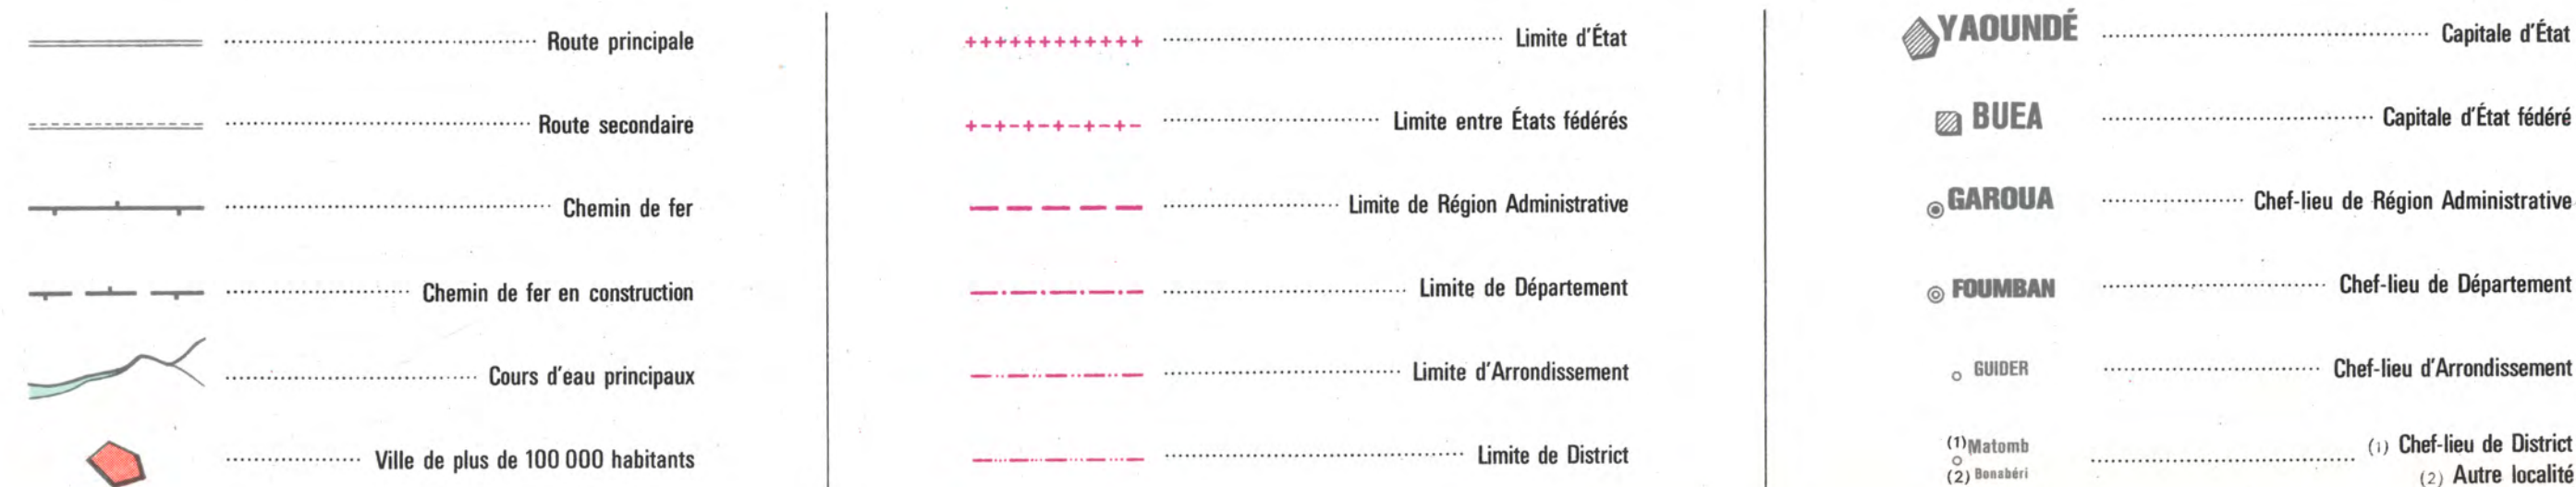 Route principale
Route secondaire
Chemin de fer
Chemin de fer en construction
Cours d'eau principaux
Ville de plus de 100 000 habitants
Limite d'État
Limite entre États fédérés
Limite de Région Administrative
Limite de Département
Limite d'Arrondissement
Limite de District
YAOUNDÉ Capitale d'État
BUEA Capitale d'État fédéré
GAROUA Chef-lieu de Région Administrative
FOUMBAN Chef-lieu de Département
GUIDER Chef-lieu d'Arrondissement
(1) Matomb (1) Chef-lieu de District
(2) Bonabéri (2) Autre localité